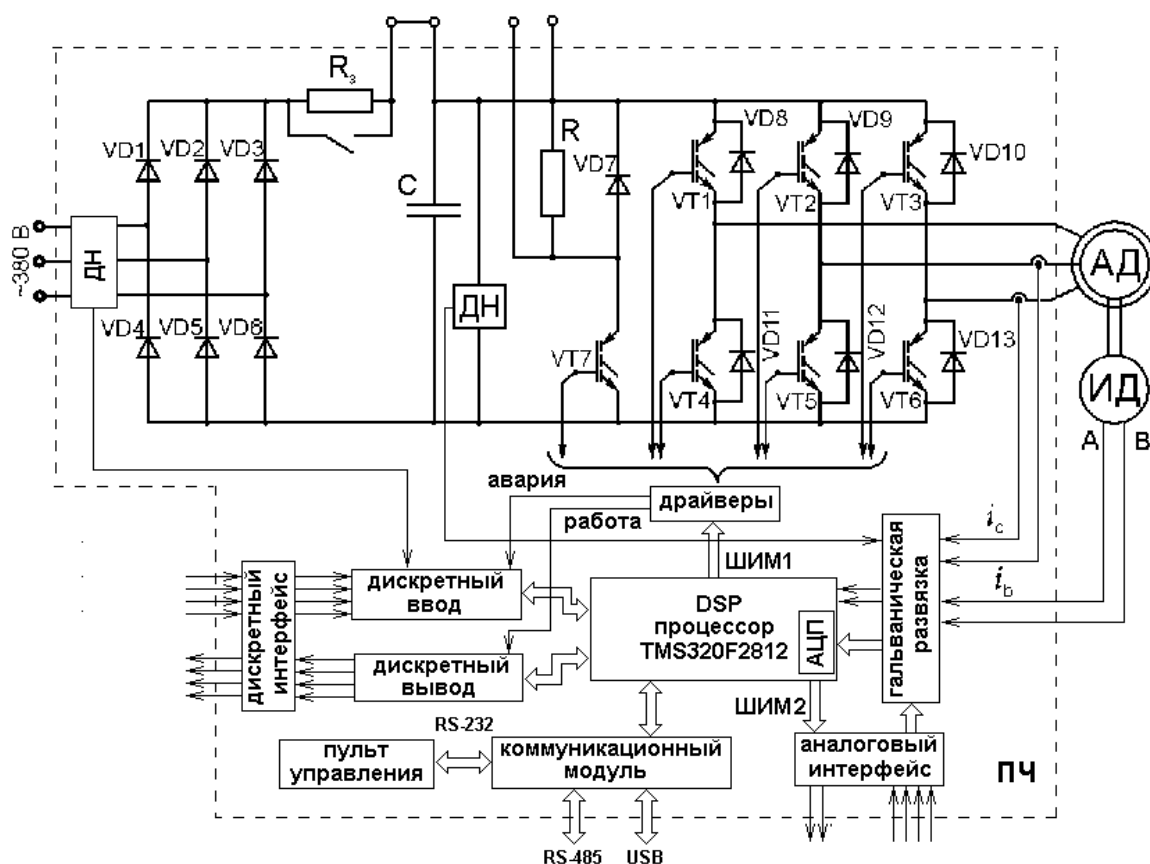 Rз
VD1
VD2
VD3
R
VD7
VD8
VD9
VD10
C
VT1
VT2
VT3
~380 В
ДН
АД
ДН
VD4
VD5
VD6
VD11
VD12
VD13
VT7
VT4
VT5
VT6
ИД
A
B
авария
драйверы
работа
ШИМ1
ic
ib
дискретный
интерфейс
дискретный
ввод
DSP
процессор
TMS320F2812
АЦП
гальваническая
развязка
дискретный
вывод
ШИМ2
RS-232
пульт
управления
коммуникационный
модуль
аналоговый
интерфейс
ПЧ
RS-485
USB